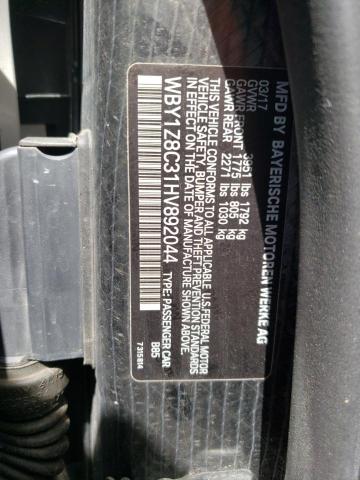 MFD BY BAYERISCHE MOTOREN WERKE AG
03/17
GVWR 3951 lbs 1792 kg
GAWR FRONT 1775 lbs 805 kg
GAWR REAR 2271 lbs 1030 kg
THIS VEHICLE CONFORMS TO ALL APPLICABLE U.S. FEDERAL MOTOR
VEHICLE SAFETY, BUMPER AND THEFT PREVENTION STANDARDS
IN EFFECT ON THE DATE OF MANUFACTURE SHOWN ABOVE.
WBY1Z8C31HV892044 TYPE: PASSENGER CAR
B85
7315814